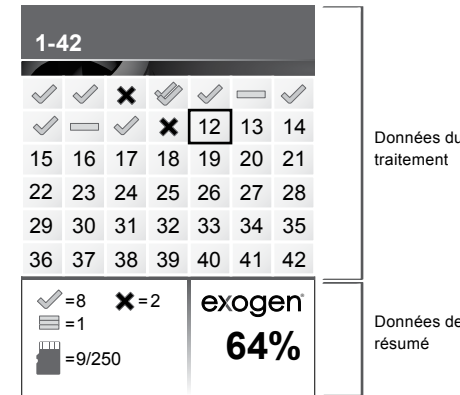 1-42
12 13 14
15 16 17 18 19 20 21
22 23 24 25 26 27 28
29 30 31 32 33 34 35
36 37 38 39 40 41 42
=8 =2
=1
=9/250
exogen
64%
Données du
traitement
Données de
résumé